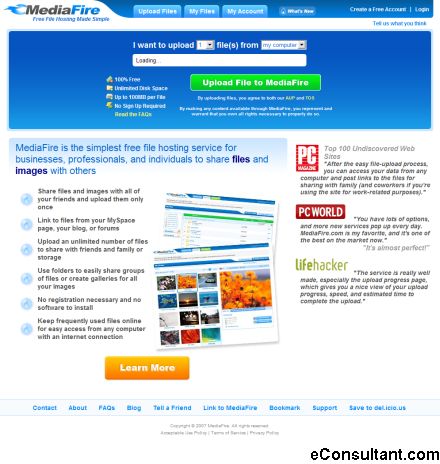 MediaFire
Free File Hosting Made Simple
Upload Files
My Files
My Account
What's New
Create a Free Account | Login
Tell us what you think
I want to upload 1 file(s) from my computer
Loading...
100% Free
Unlimited Disk Space
Up to 100MB per File
No Sign Up Required
Read the FAQs
Upload File to MediaFire
By uploading files, you agree to both our AUP and TOS
By making any content available through MediaFire, you represent and
warrant that you own all rights necessary to properly do so.
MediaFire is the simplest free file hosting service for
businesses, professionals, and individuals to share files and
images with others
Share files and images with all of
your friends and upload them only
once
Link to files from your MySpace
page, your blog, or forums
Upload an unlimited number of files
to share with friends and family or
storage
Use folders to easily share groups
of files or create galleries for all
your images
No registration necessary and no
software to install
Keep frequently used files online
for easy access from any computer
with an internet connection
Learn More
PC
MAGAZINE
Top 100 Undiscovered Web
Sites
"After the easy file-upload process,
you can access your data from any
computer and post links to the files for
sharing with family (and coworkers if you're
using the site for work-related purposes)."
PCWORLD
"You have lots of options,
and more new services pop up every day.
MediaFire.com is my favorite, and it's one
of the best on the market now."
"It's almost perfect!"
lifehacker
"The service is really well
made, especially the upload progress page,
which gives you a nice view of your upload
progress, speed, and estimated time to
complete the upload."
Contact
About
FAQs
Blog
Tell a Friend
Link to MediaFire
Bookmark
Support
Save to del.icio.us
Copyright © 2007 MediaFire. All rights reserved
Acceptable Use Policy | Terms of Service | Privacy Policy
eConsultant.com